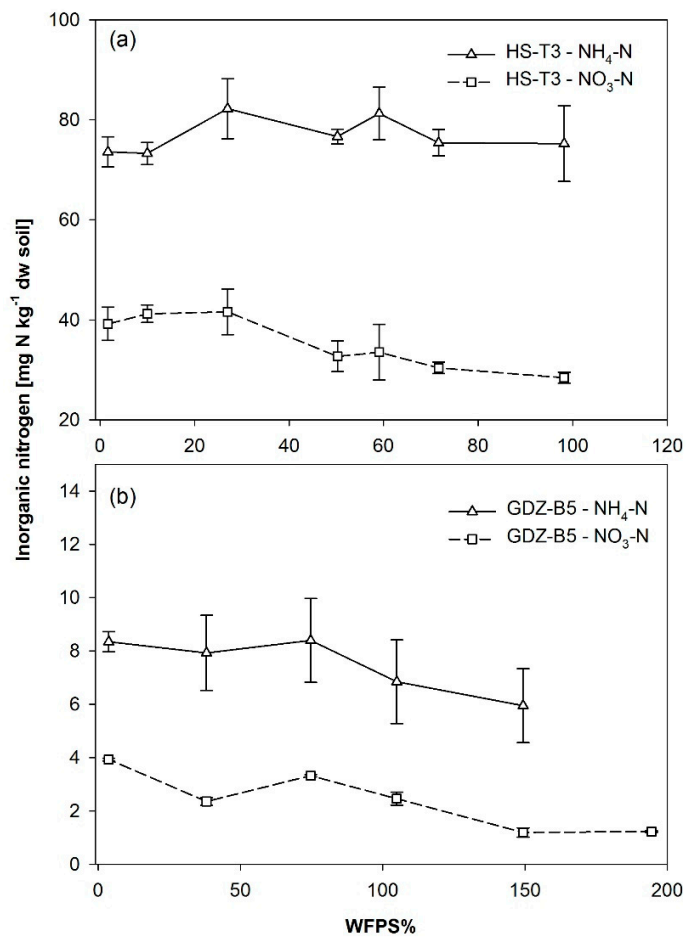 Inorganic nitrogen [mg N kg⁻¹ dw soil]
(a)
HS-T3 - NH₄-N
HS-T3 - NO₃-N
100
80
60
40
20
0 20 40 60 80 100 120
(b)
GDZ-B5 - NH₄-N
GDZ-B5 - NO₃-N
14
12
10
8
6
4
2
0
0 50 100 150 200
WFPS%